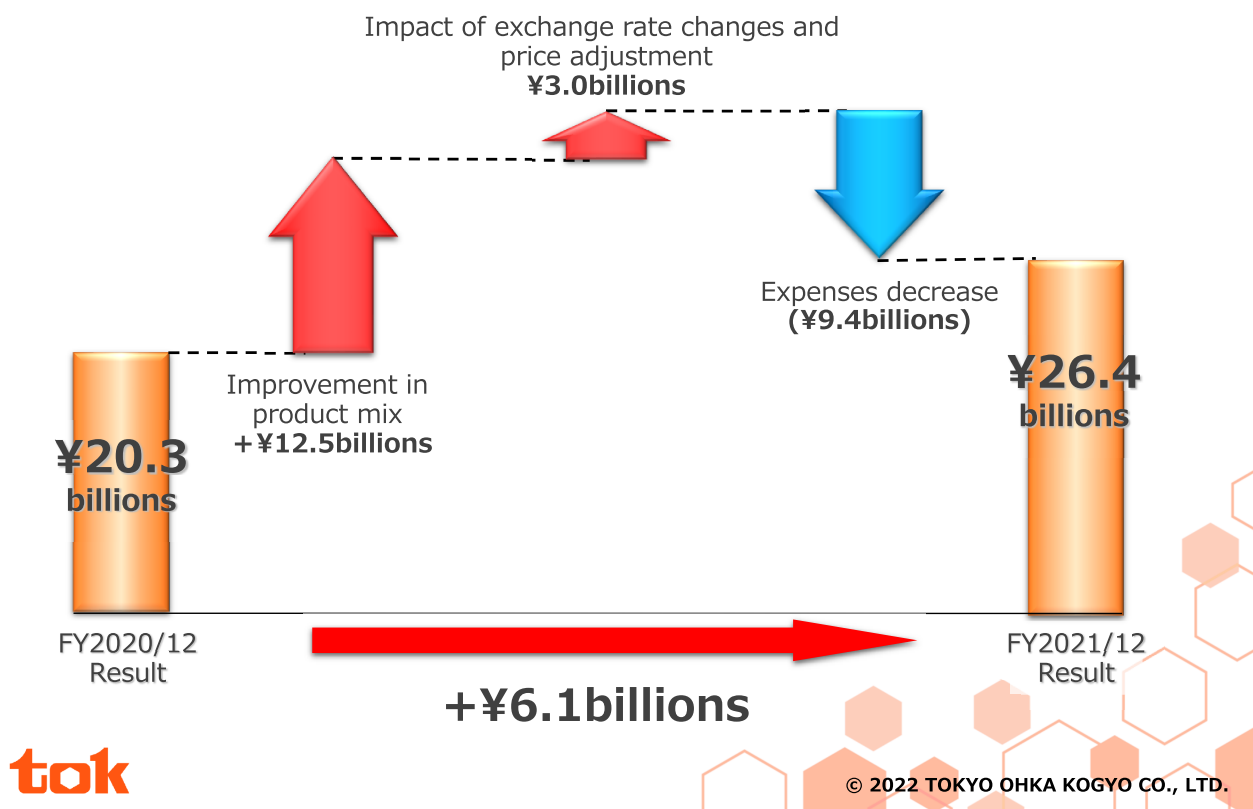 Impact of exchange rate changes and
price adjustment
¥3.0billions
Expenses decrease
(¥9.4billions)
¥26.4
billions
Improvement in
product mix
+¥12.5billions
¥20.3
billions
FY2020/12
Result
FY2021/12
Result
+¥6.1billions
tok
© 2022 TOKYO OHKA KOGYO CO., LTD.